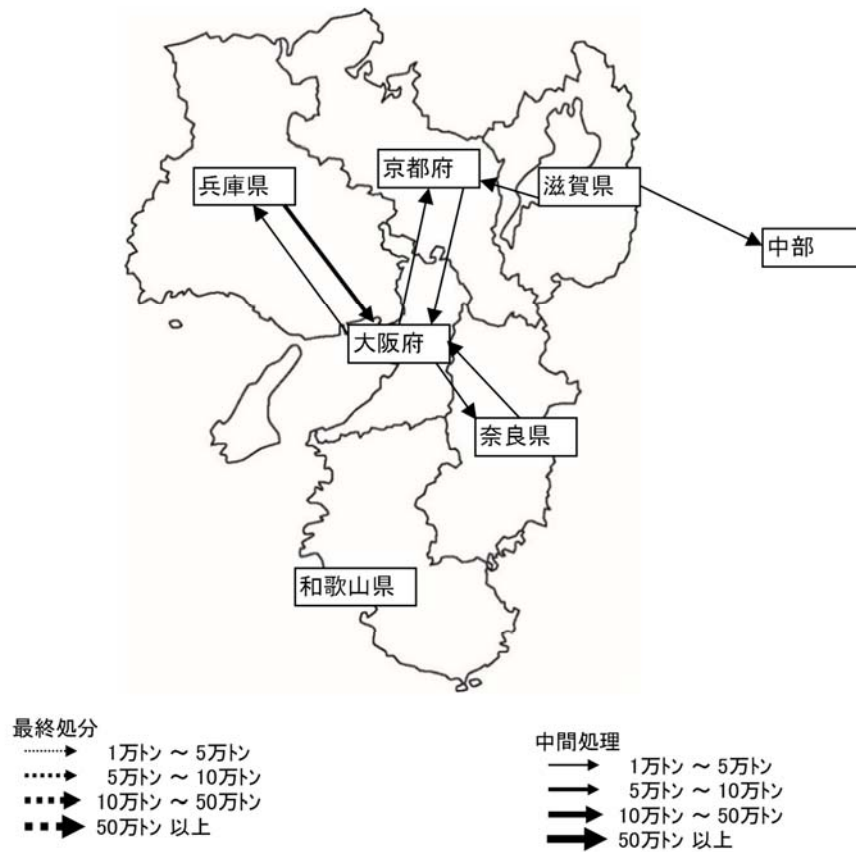 京都府
滋賀県
兵庫県
中部
大阪府
奈良県
和歌山県
最終処分
1万トン ～ 5万トン
5万トン ～ 10万トン
10万トン ～ 50万トン
50万トン 以上
中間処理
1万トン ～ 5万トン
5万トン ～ 10万トン
10万トン ～ 50万トン
50万トン 以上